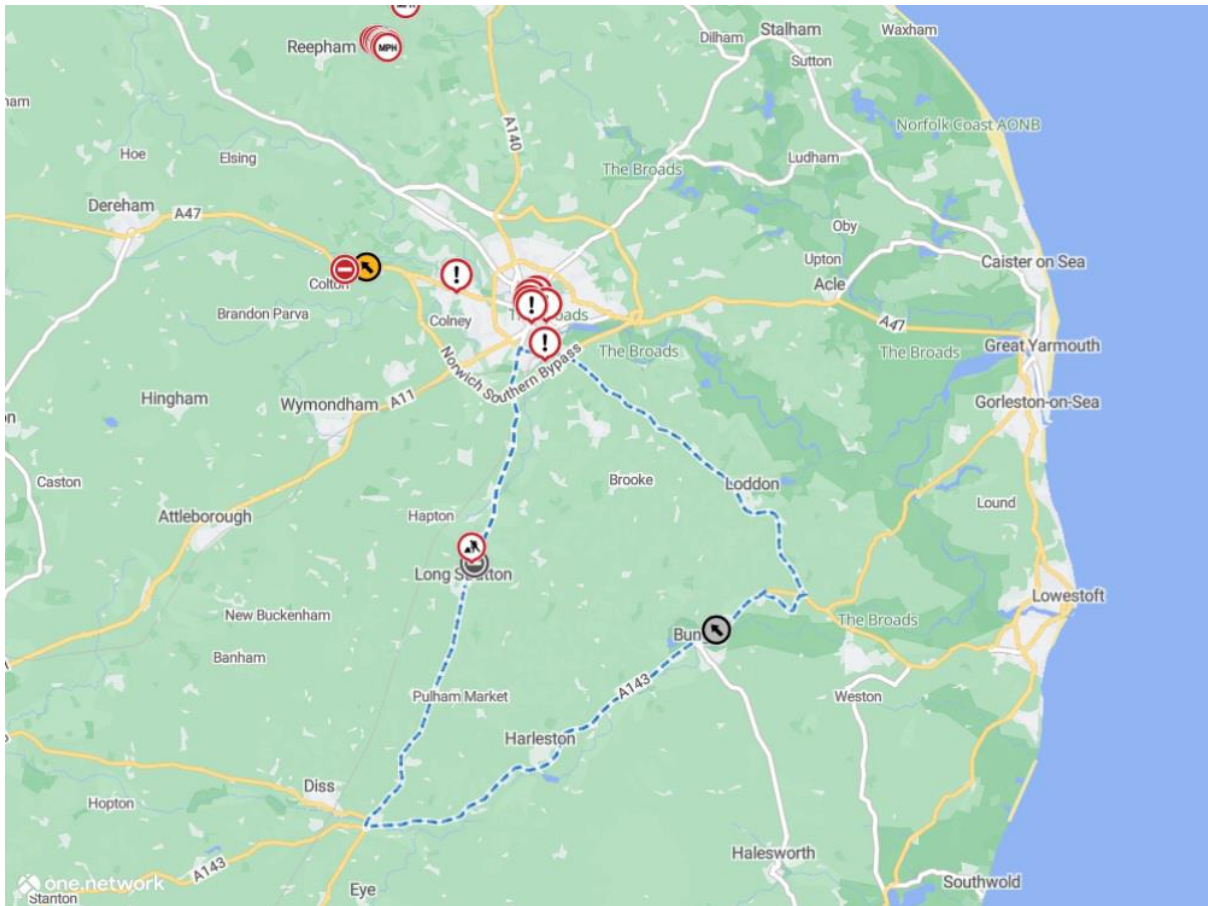 MPH
Reepham
MPH
Dilham
Stalham
Waxham
Sutton
Norfolk Coast AONB
Hoe
Elsing
A140
The Broads
Ludham
Dereham
A47
Oby
Upton
Caister on Sea
Colton
Acle
Brandon Parva
Colney
A47
Great Yarmouth
The Broads
The Broads
Norwich Southern Bypass
Hingham
Wymondham
A11
Gorleston-on-Sea
Caston
Brooke
Loddon
Lound
Attleborough
Hapton
Long Stratton
New Buckenham
Lowestoft
The Broads
Banham
Bung
Pulham Market
A143
Weston
Harleston
Diss
Hopton
Halesworth
A143
Eye
Southwold
one.network
Stanton